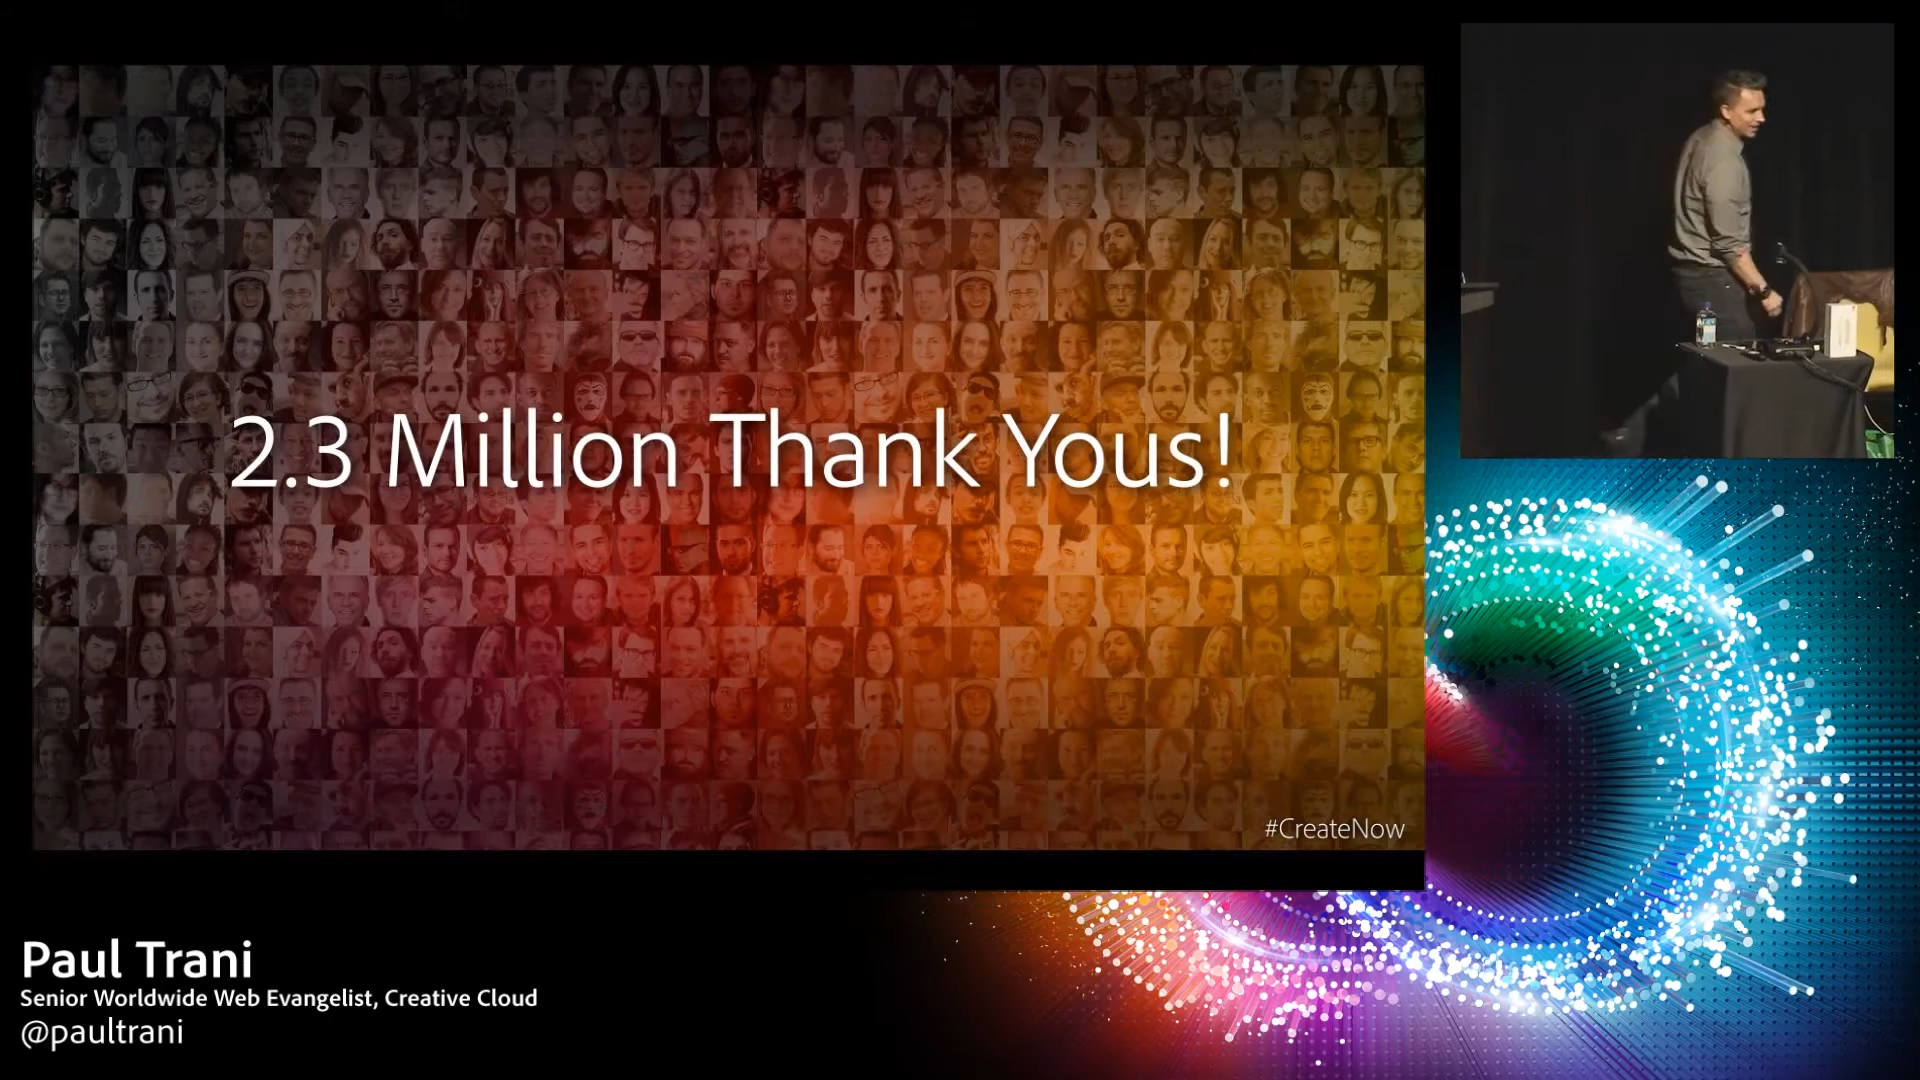 2.3 Million Thank Yous!
#CreateNow
Paul Trani
Senior Worldwide Web Evangelist, Creative Cloud
@paultrani